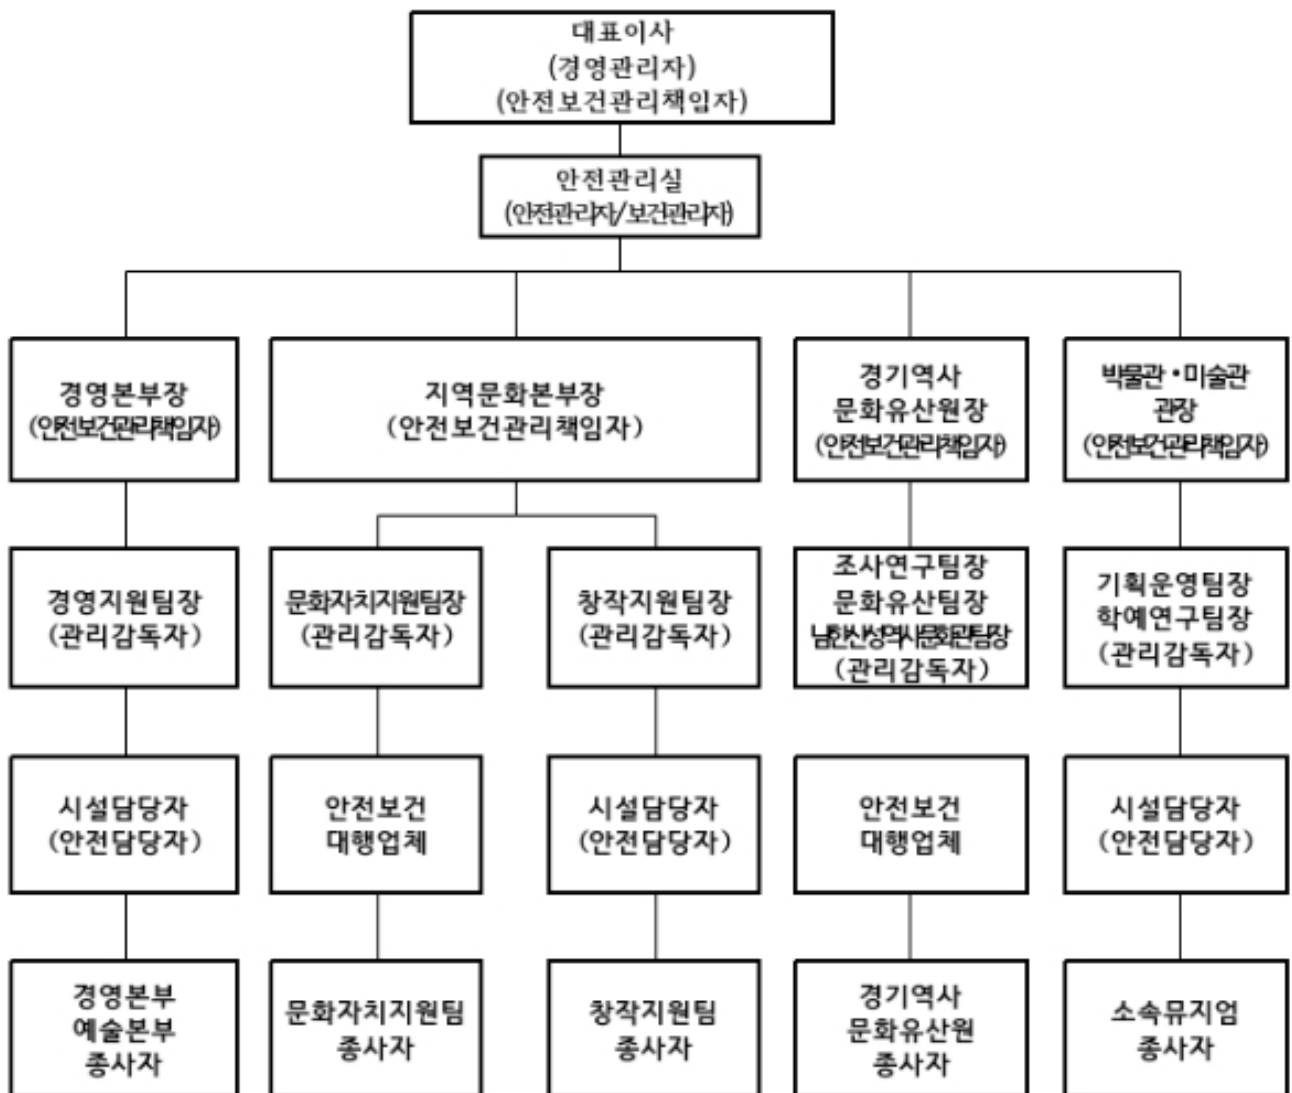 대표이사
(경영관리자)
(안전보건관리책임자)
안전관리실
(안전관리자/보건관리자)
경영본부장
(안전보건관리책임자)
지역문화본부장
(안전보건관리책임자)
경기역사
문화유산원장
(안전보건관리책임자)
박물관·미술관
관장
(안전보건관리책임자)
경영지원팀장
(관리감독자)
문화자치지원팀장
(관리감독자)
창작지원팀장
(관리감독자)
조사연구팀장
문화유산팀장
남한산성역사문화관팀장
(관리감독자)
기획운영팀장
학예연구팀장
(관리감독자)
시설담당자
(안전담당자)
안전보건
대행업체
시설담당자
(안전담당자)
안전보건
대행업체
시설담당자
(안전담당자)
경영본부
예술본부
종사자
문화자치지원팀
종사자
창작지원팀
종사자
경기역사
문화유산원
종사자
소속뮤지엄
종사자